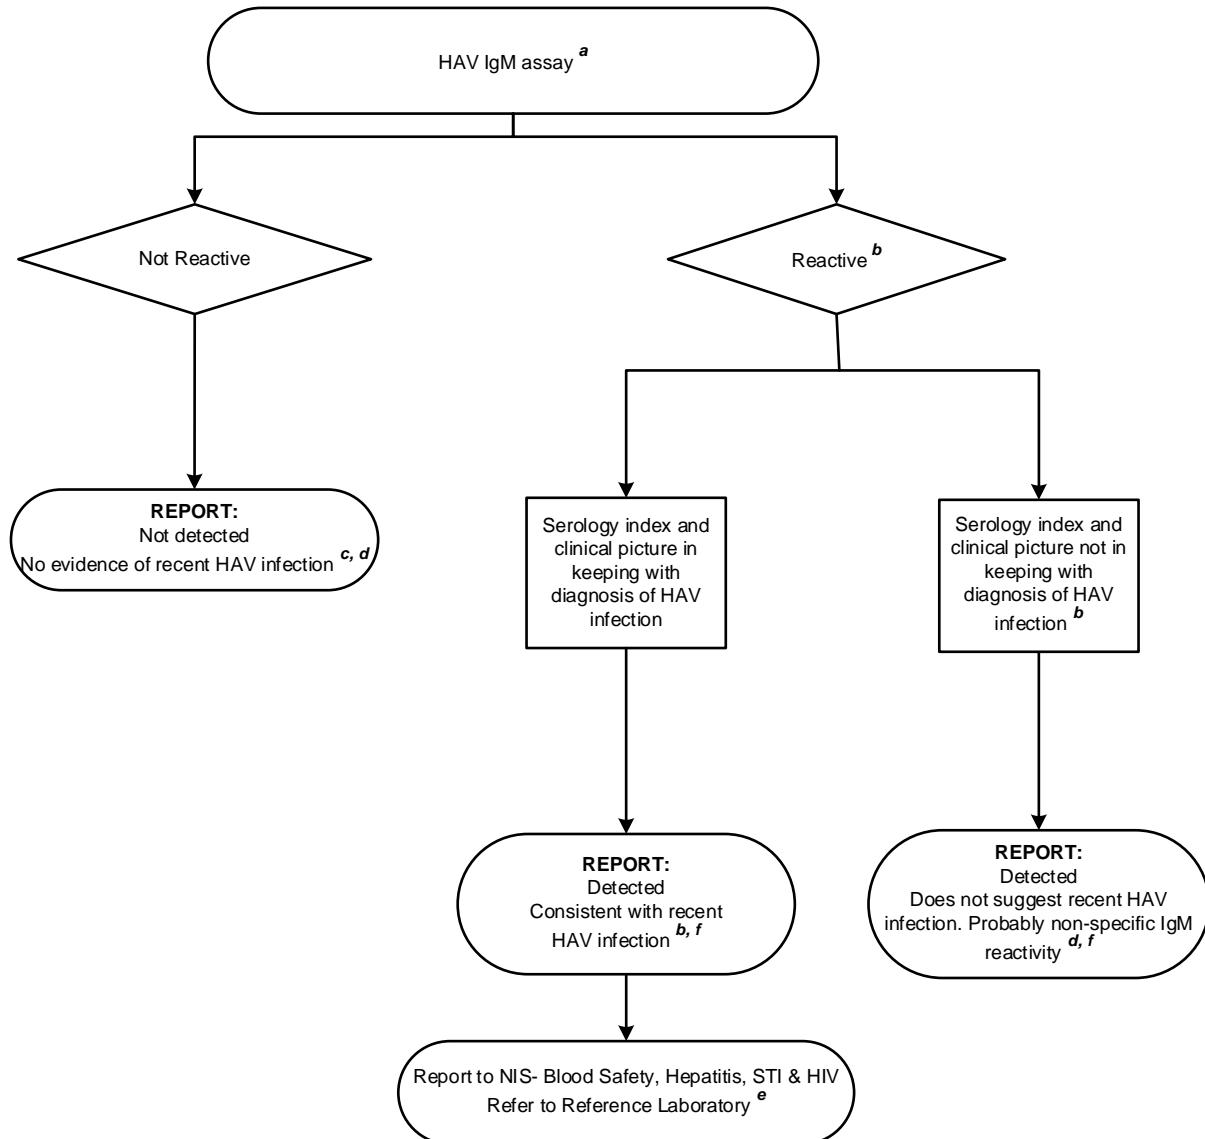 HAV IgM assay a
Not Reactive
Reactive b
REPORT:
Not detected
No evidence of recent HAV infection c, d
Serology index and
clinical picture in
keeping with
diagnosis of HAV
infection
Serology index and
clinical picture not in
keeping with
diagnosis of HAV
infection b
REPORT:
Detected
Consistent with recent
HAV infection b, f
REPORT:
Detected
Does not suggest recent HAV
infection. Probably non-specific IgM
reactivity d, f
Report to NIS- Blood Safety, Hepatitis, STI & HIV
Refer to Reference Laboratory e